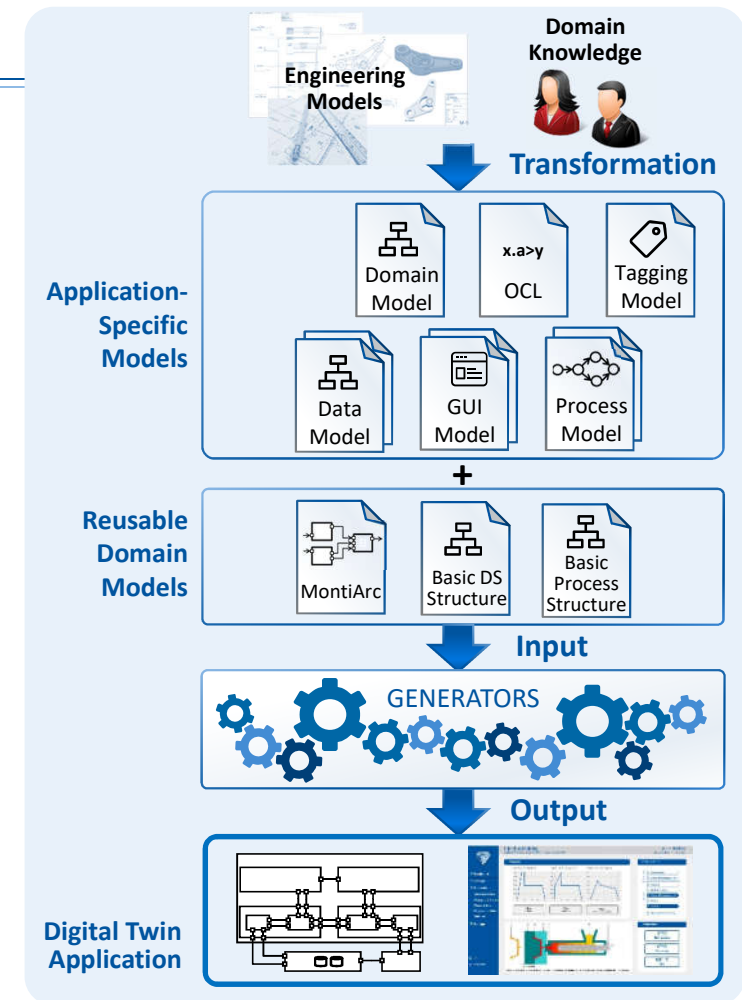 Engineering
Models
Domain
Knowledge
Transformation
Application-
Specific
Models
Domain
Model
x.a>y
OCL
Tagging
Model
Data
Model
GUI
Model
Process
Model
+
Reusable
Domain
Models
MontiArc
Basic DS
Structure
Basic
Process
Structure
Input
GENERATORS
Output
Digital Twin
Application